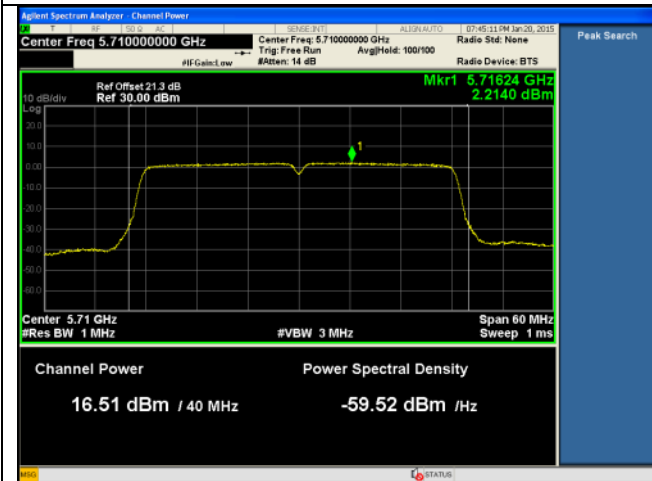 Agilent Spectrum Analyzer - Channel Power
T RF 50 Ω AC SENSE:INT ALIGN AUTO 07:45:11 PM Jan 20, 2015
Center Freq 5.710000000 GHz
Center Freq: 5.710000000 GHz
Radio Std: None
Trig: Free Run Avg|Hold: 100/100
#IFGain:Low #Atten: 14 dB Radio Device: BTS
Peak Search
Mkr1 5.71624 GHz
2.2140 dBm
Ref Offset 21.3 dB
10 dB/div Ref 30.00 dBm
Log
20.0
10.0
0.00
-10.0
-20.0
-30.0
-40.0
-50.0
-60.0
1
Center 5.71 GHz Span 60 MHz
#Res BW 1 MHz #VBW 3 MHz Sweep 1 ms
Channel Power Power Spectral Density
16.51 dBm / 40 MHz -59.52 dBm /Hz
MSG STATUS